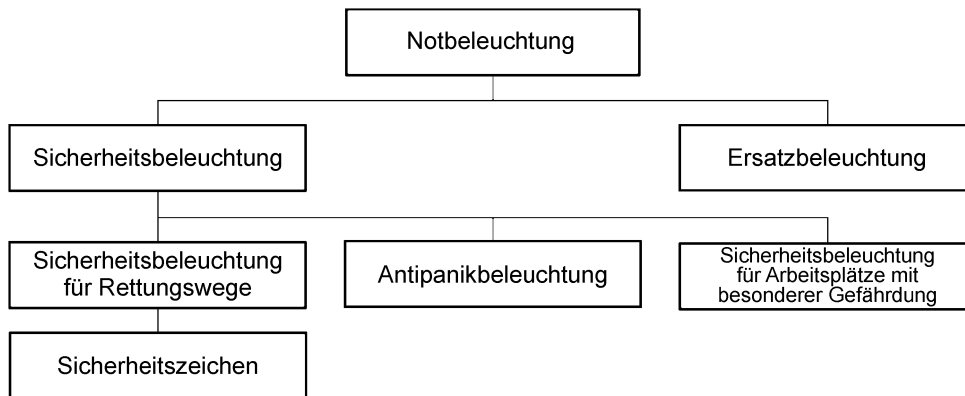 Notbeleuchtung
Sicherheitsbeleuchtung
Ersatzbeleuchtung
Sicherheitsbeleuchtung
für Rettungswege
Antipanikbeleuchtung
Sicherheitsbeleuchtung
für Arbeitsplätze mit
besonderer Gefährdung
Sicherheitszeichen